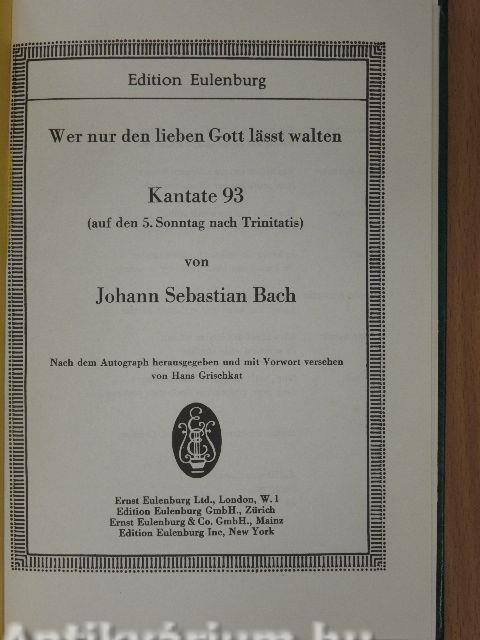 Edition Eulenburg
Wer nur den lieben Gott lässt walten
Kantate 93
(auf den 5. Sonntag nach Trinitatis)
von
Johann Sebastian Bach
Nach dem Autograph herausgegeben und mit Vorwort versehen
von Hans Grischkat
Ernst Eulenburg Ltd., London, W. 1
Edition Eulenburg GmbH., Zürich
Ernst Eulenburg & Co. GmbH., Mainz
Edition Eulenburg Inc, New York
Antikvárium.hu